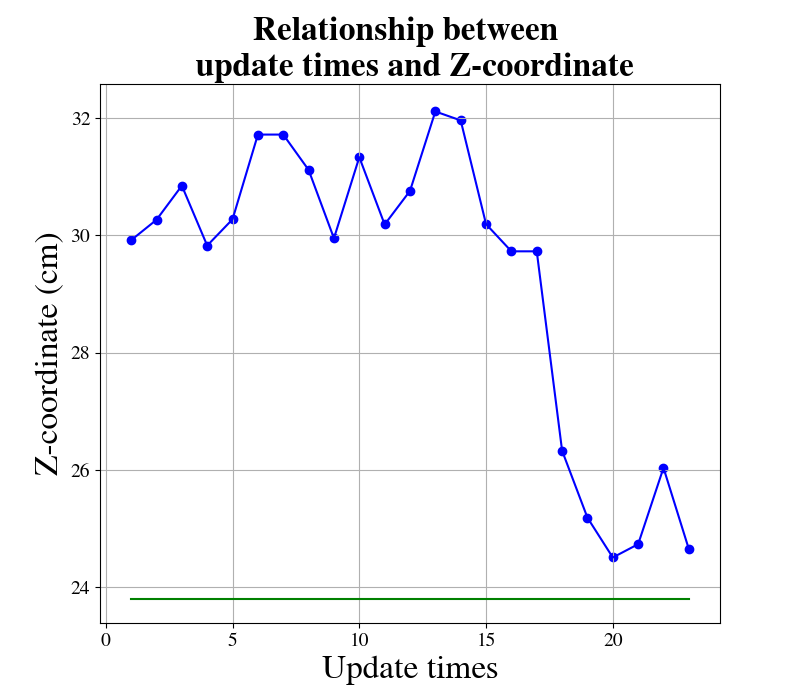 Relationship between
update times and Z-coordinate
Z-coordinate (cm)
32
30
28
26
24
0 5 10 15 20
Update times